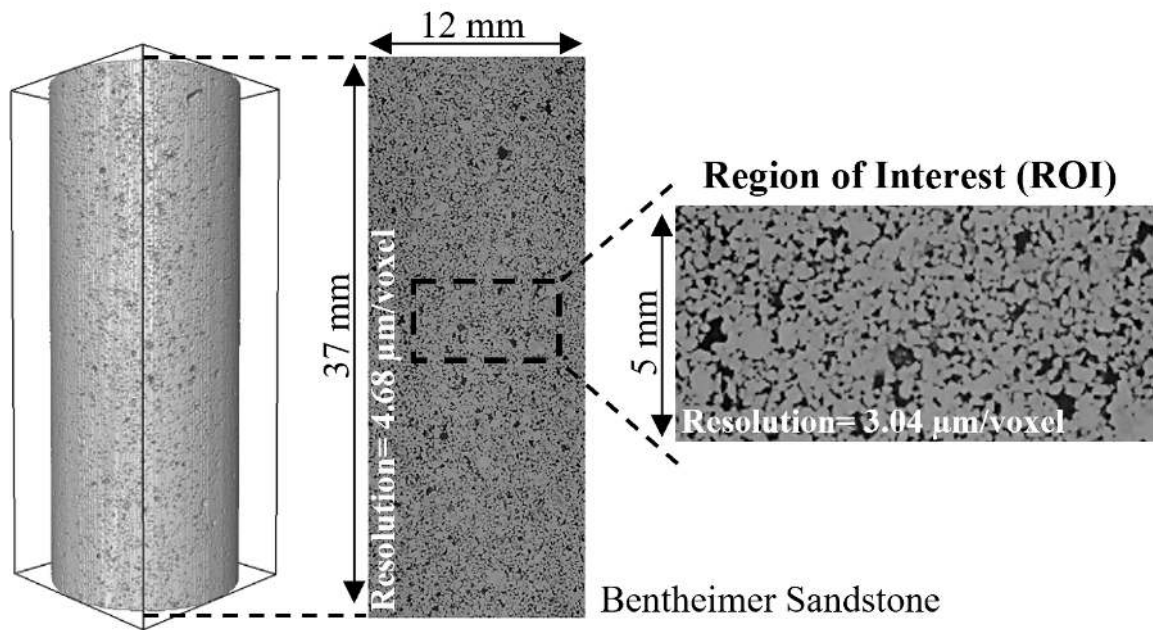 12 mm
37 mm
Resolution= 4.68 μm/voxel
Region of Interest (ROI)
5 mm
Resolution= 3.04 μm/voxel
Bentheimer Sandstone